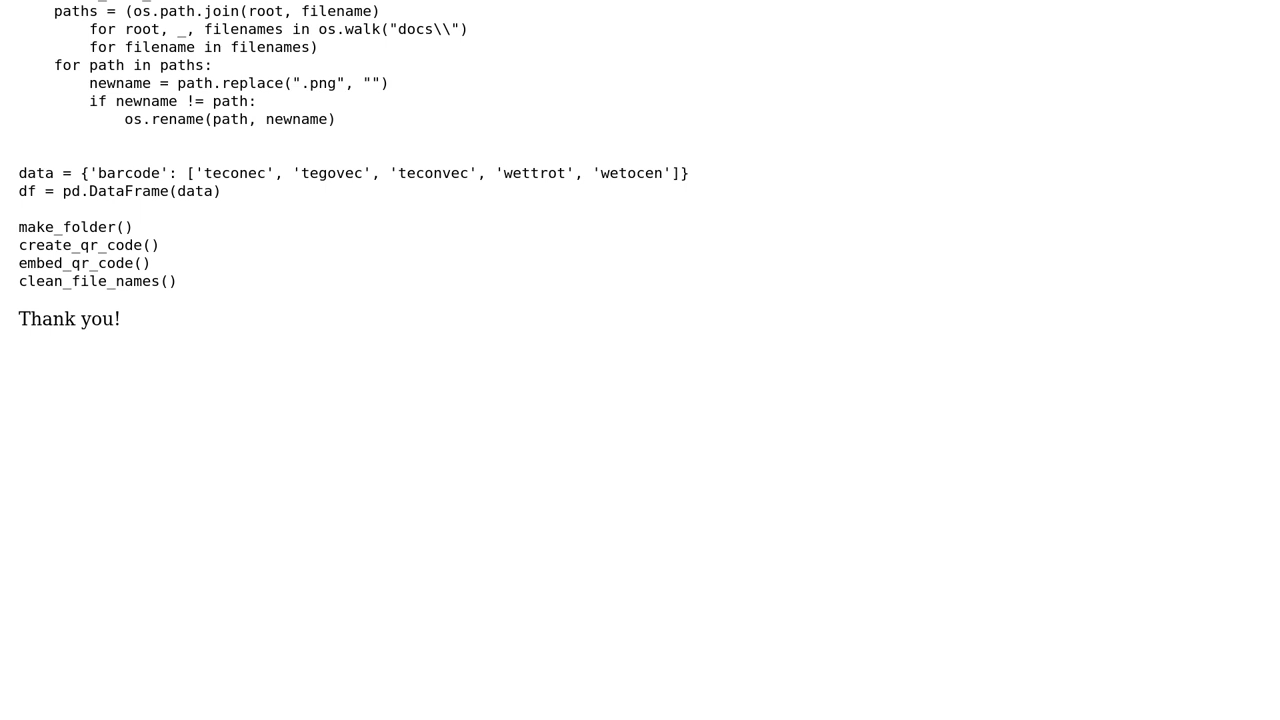 paths = (os.path.join(root, filename)
        for root, _, filenames in os.walk("docs\\")
        for filename in filenames)
    for path in paths:
        newname = path.replace(".png", "")
        if newname != path:
            os.rename(path, newname)
data = {'barcode': ['teconec', 'tegovec', 'teconvec', 'wettrot', 'wetocen']}
df = pd.DataFrame(data)
make_folder()
create_qr_code()
embed_qr_code()
clean_file_names()
Thank you!